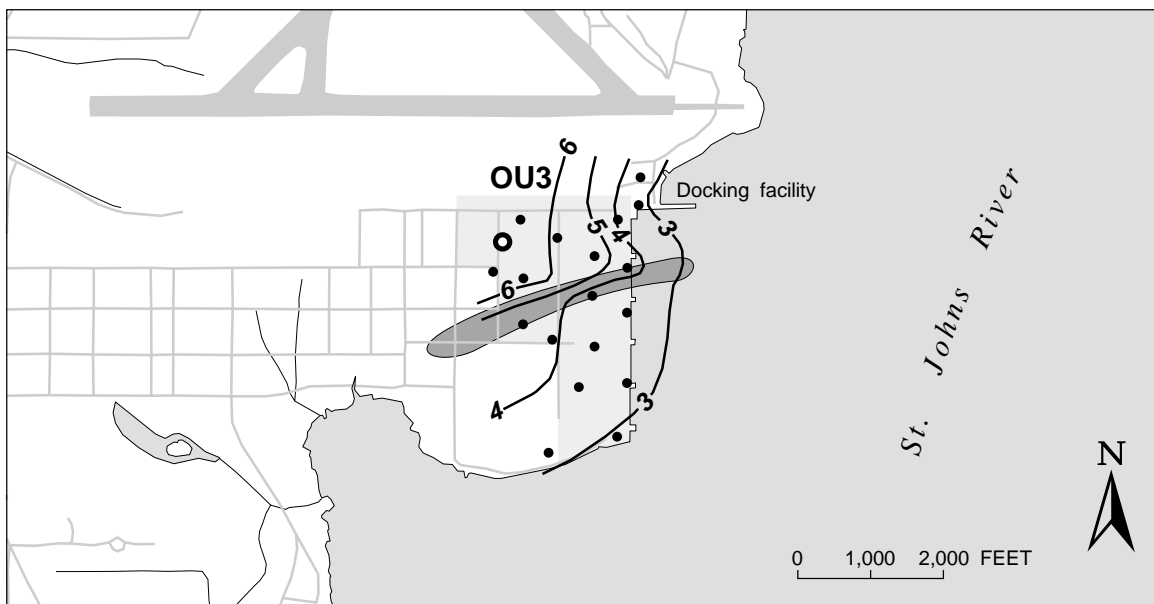 6
OU3
Docking facility
5
4
3
6
St. Johns River
4
3
N
0 1,000 2,000 FEET